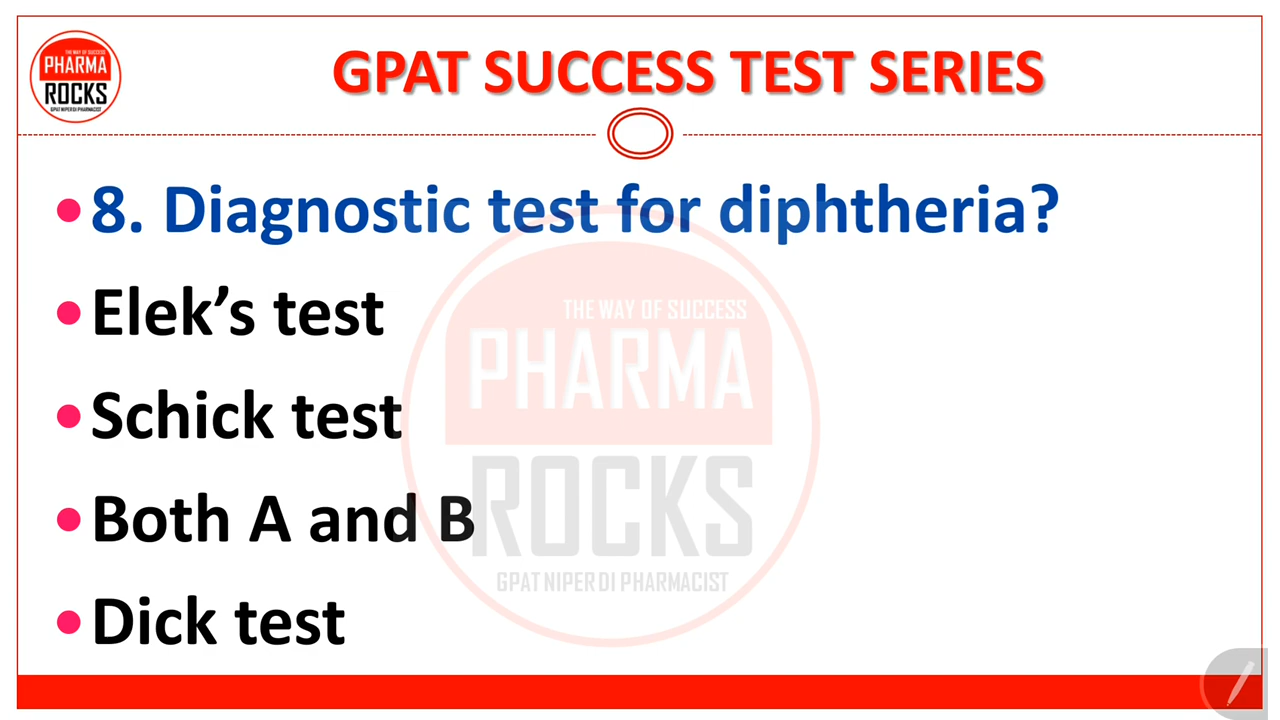 THE WAY OF SUCCESS
PHARMA
ROCKS
GPAT NIPER DI PHARMACIST
GPAT SUCCESS TEST SERIES
•8. Diagnostic test for diphtheria?
•Elek’s test
•Schick test
•Both A and B
•Dick test
THE WAY OF SUCCESS
PHARMA
ROCKS
GPAT NIPER DI PHARMACIST